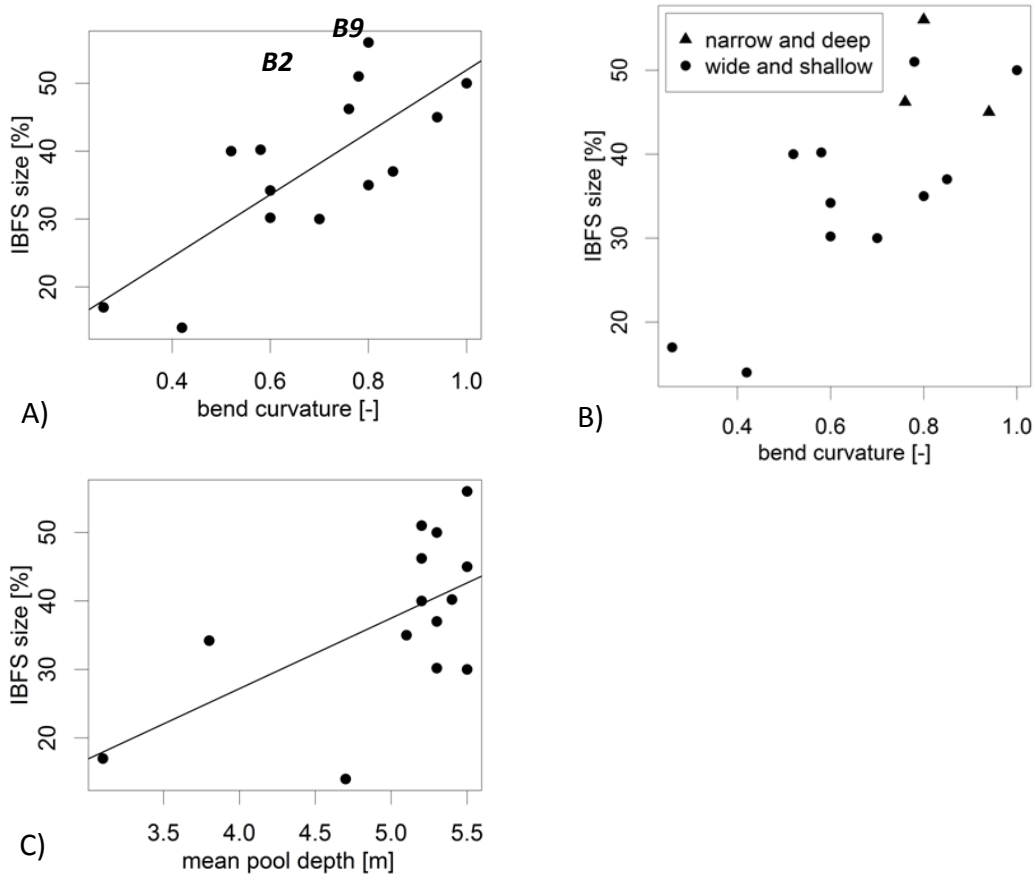 B9
B2
IBFS size [%]
50
40
30
20
0.4 0.6 0.8 1.0
bend curvature [-]
A)
narrow and deep
wide and shallow
IBFS size [%]
50
40
30
20
0.4 0.6 0.8 1.0
bend curvature [-]
B)
IBFS size [%]
50
40
30
20
3.5 4.0 4.5 5.0 5.5
mean pool depth [m]
C)